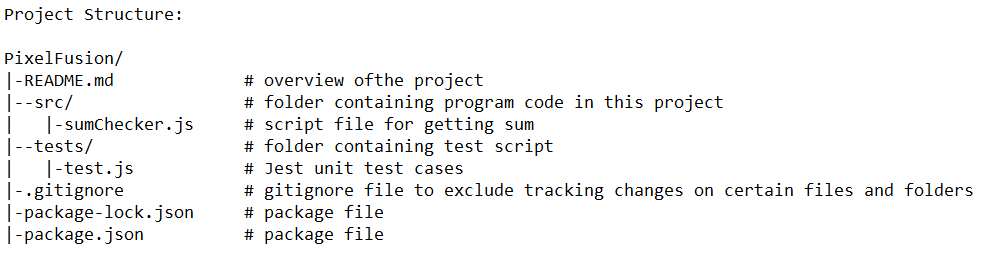 Project Structure:
PixelFusion/
|-README.md # overview ofthe project
|--src/ # folder containing program code in this project
| |-sumChecker.js # script file for getting sum
|--tests/ # folder containing test script
| |-test.js # Jest unit test cases
|-.gitignore # gitignore file to exclude tracking changes on certain files and folders
|-package-lock.json # package file
|-package.json # package file